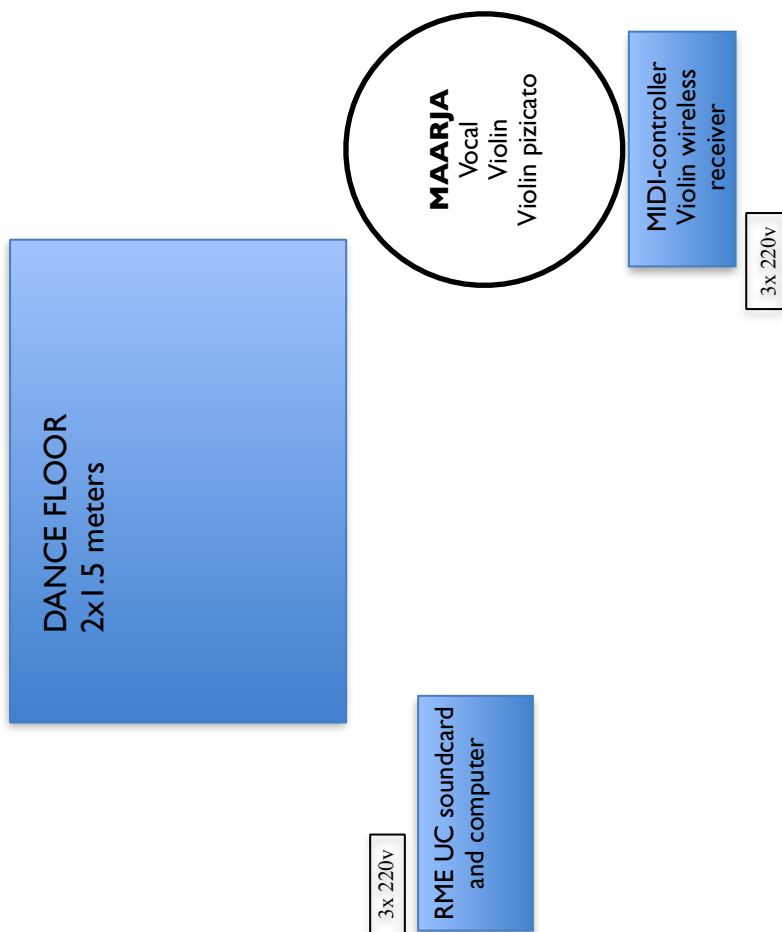 DANCE FLOOR
2x1.5 meters
MAARJA
Vocal
Violin
Violin pizicato
MIDI-controller
Violin wireless
receiver
3x 220v
3x 220v
RME UC soundcard
and computer